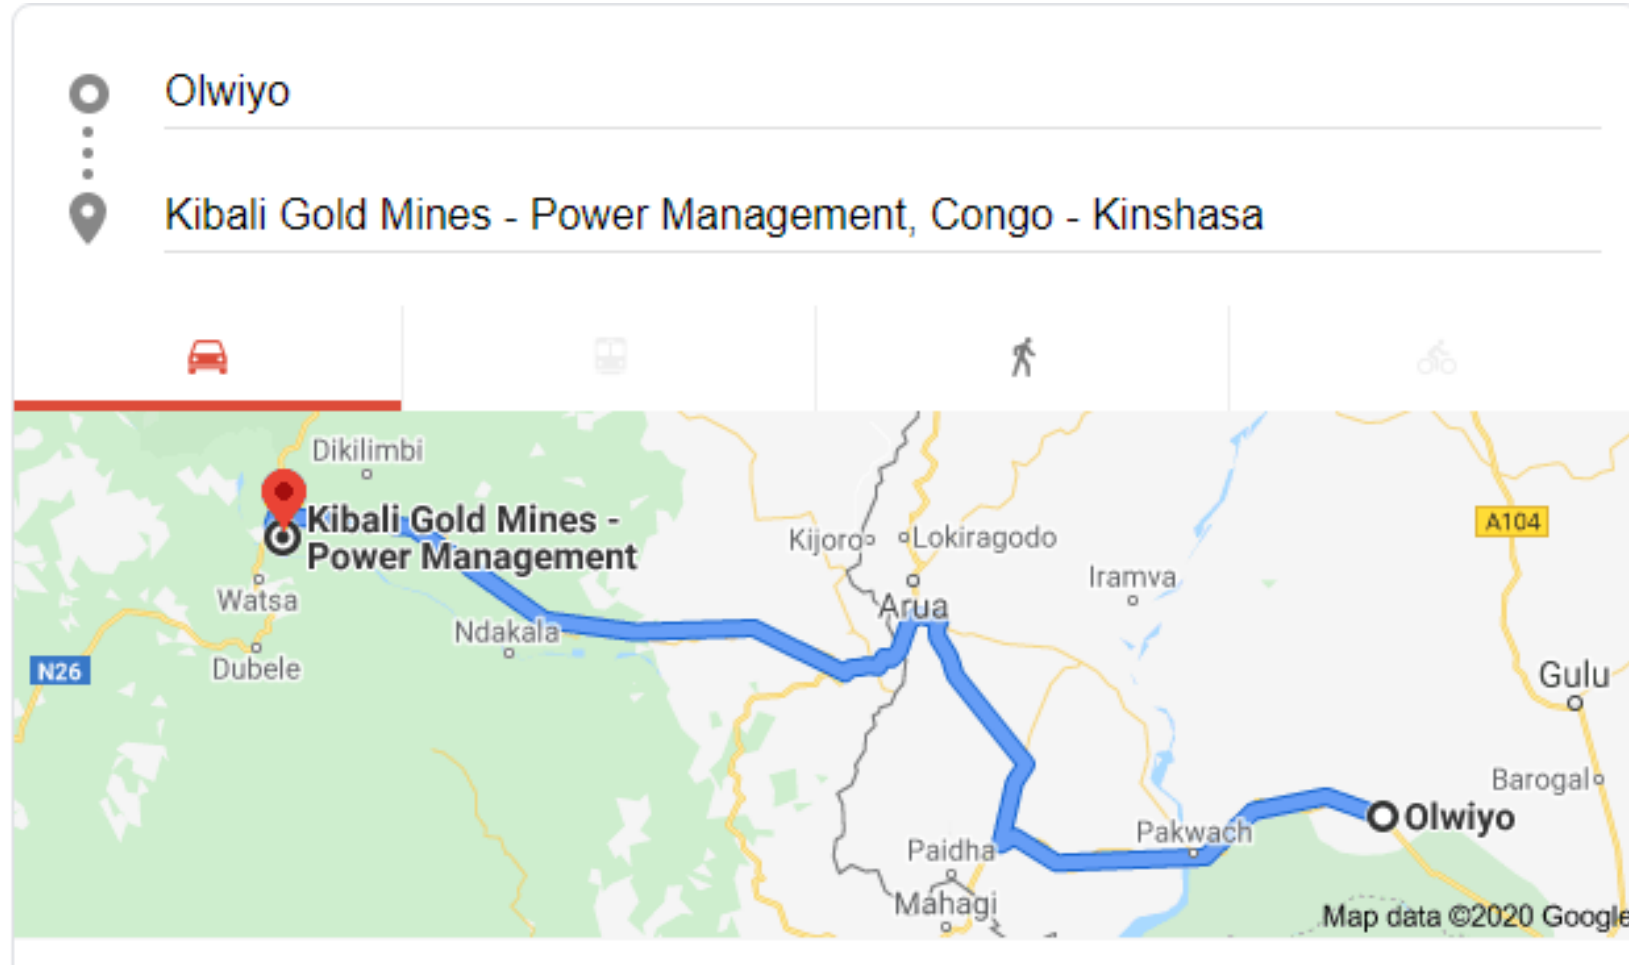 Olwiyo
Kibali Gold Mines - Power Management, Congo - Kinshasa
Dikilimbi
Kibali Gold Mines -
Power Management
A104
Kijoro
Lokiragodo
Iramva
Watsa
Arua
Ndakala
N26
Dubele
Gulu
Barogal
Olwiyo
Pakwach
Paidha
Mahagi
Map data ©2020 Google